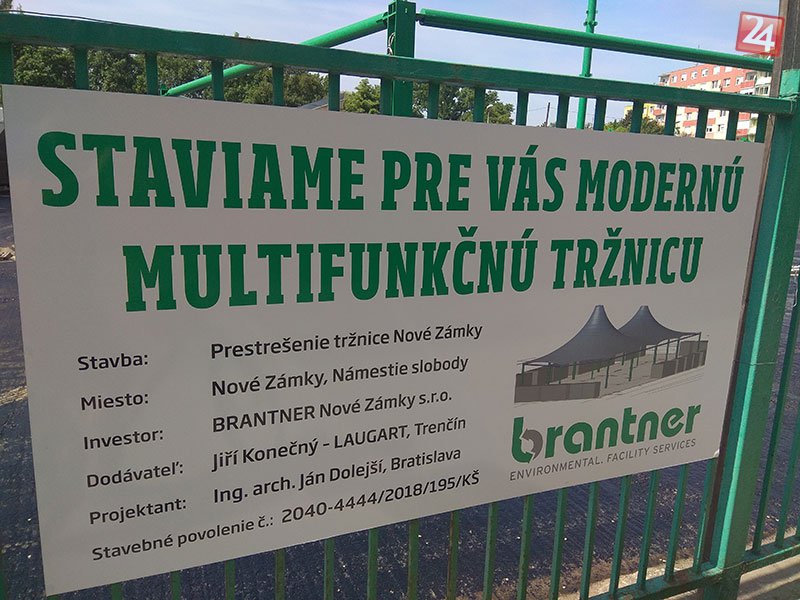 24
STAVIAME PRE VÁS MODERNÚ
MULTIFUNKČNÚ TRŽNICU
Stavba: Prestrešenie tržnice Nové Zámky
Miesto: Nové Zámky, Námestie slobody
Investor: BRANTNER Nové Zámky s.r.o.
Dodávateľ: Jiří Konečný - LAUGART, Trenčín
Projektant: Ing. arch. Ján Dolejší, Bratislava
Stavebné povolenie č.: 2040-4444/2018/195/KŠ
brantner
ENVIRONMENTAL. FACILITY SERVICES